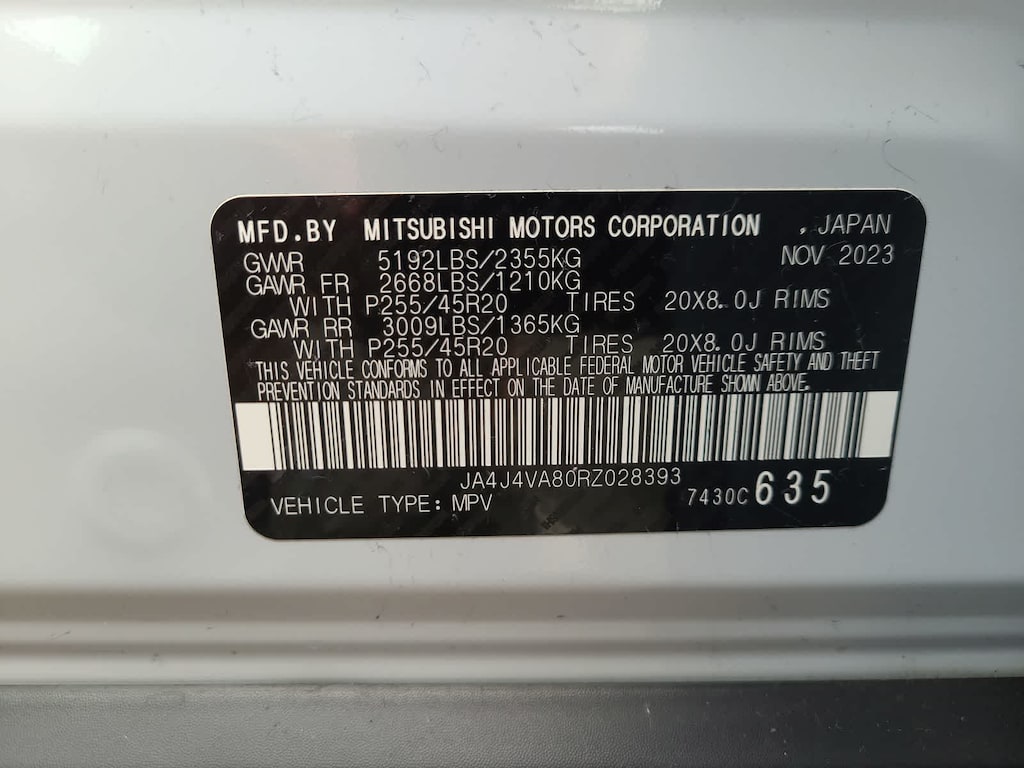 MFD.BY MITSUBISHI MOTORS CORPORATION , JAPAN
GVWR 5192LBS/2355KG NOV 2023
GAWR FR 2668LBS/1210KG
WITH P255/45R20 TIRES 20X8.0J RIMS
GAWR RR 3009LBS/1365KG
WITH P255/45R20 TIRES 20X8.0J RIMS
THIS VEHICLE CONFORMS TO ALL APPLICABLE FEDERAL MOTOR VEHICLE SAFETY AND THEFT
PREVENTION STANDARDS IN EFFECT ON THE DATE OF MANUFACTURE SHOWN ABOVE.
JA4J4VA80RZ028393
VEHICLE TYPE: MPV 7430C 635